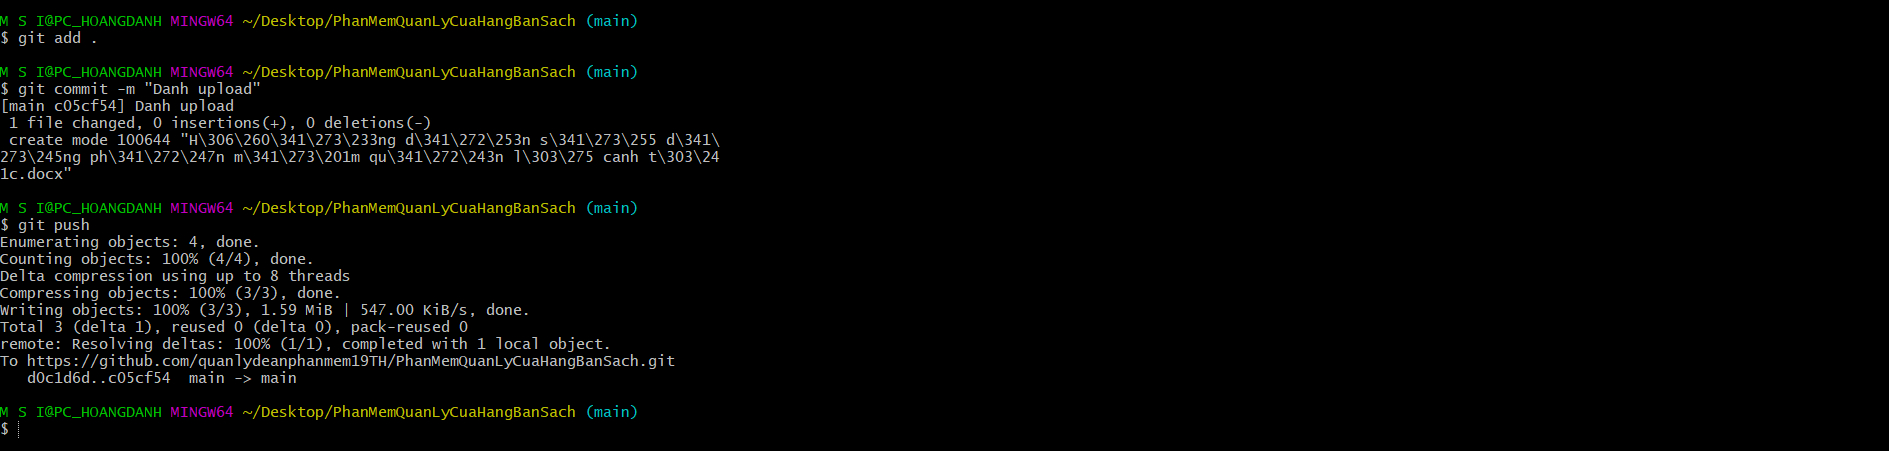 M S I@PC_HOANGDANH MINGW64 ~/Desktop/PhanMemQuanLyCuaHangBanSach (main)
$ git add .
M S I@PC_HOANGDANH MINGW64 ~/Desktop/PhanMemQuanLyCuaHangBanSach (main)
$ git commit -m "Danh upload"
[main c05cf54] Danh upload
 1 file changed, 0 insertions(+), 0 deletions(-)
 create mode 100644 "H\306\260\341\273\233ng d\341\272\253n s\341\273\255 d\341\
273\245ng ph\341\272\247n m\341\273\201m qu\341\272\243n l\303\275 canh t\303\24
1c.docx"
M S I@PC_HOANGDANH MINGW64 ~/Desktop/PhanMemQuanLyCuaHangBanSach (main)
$ git push
Enumerating objects: 4, done.
Counting objects: 100% (4/4), done.
Delta compression using up to 8 threads
Compressing objects: 100% (3/3), done.
Writing objects: 100% (3/3), 1.59 MiB | 547.00 KiB/s, done.
Total 3 (delta 1), reused 0 (delta 0), pack-reused 0
remote: Resolving deltas: 100% (1/1), completed with 1 local object.
To https://github.com/quanlydeanphanmem19TH/PhanMemQuanLyCuaHangBanSach.git
   d0c1d6d..c05cf54  main -> main
M S I@PC_HOANGDANH MINGW64 ~/Desktop/PhanMemQuanLyCuaHangBanSach (main)
$